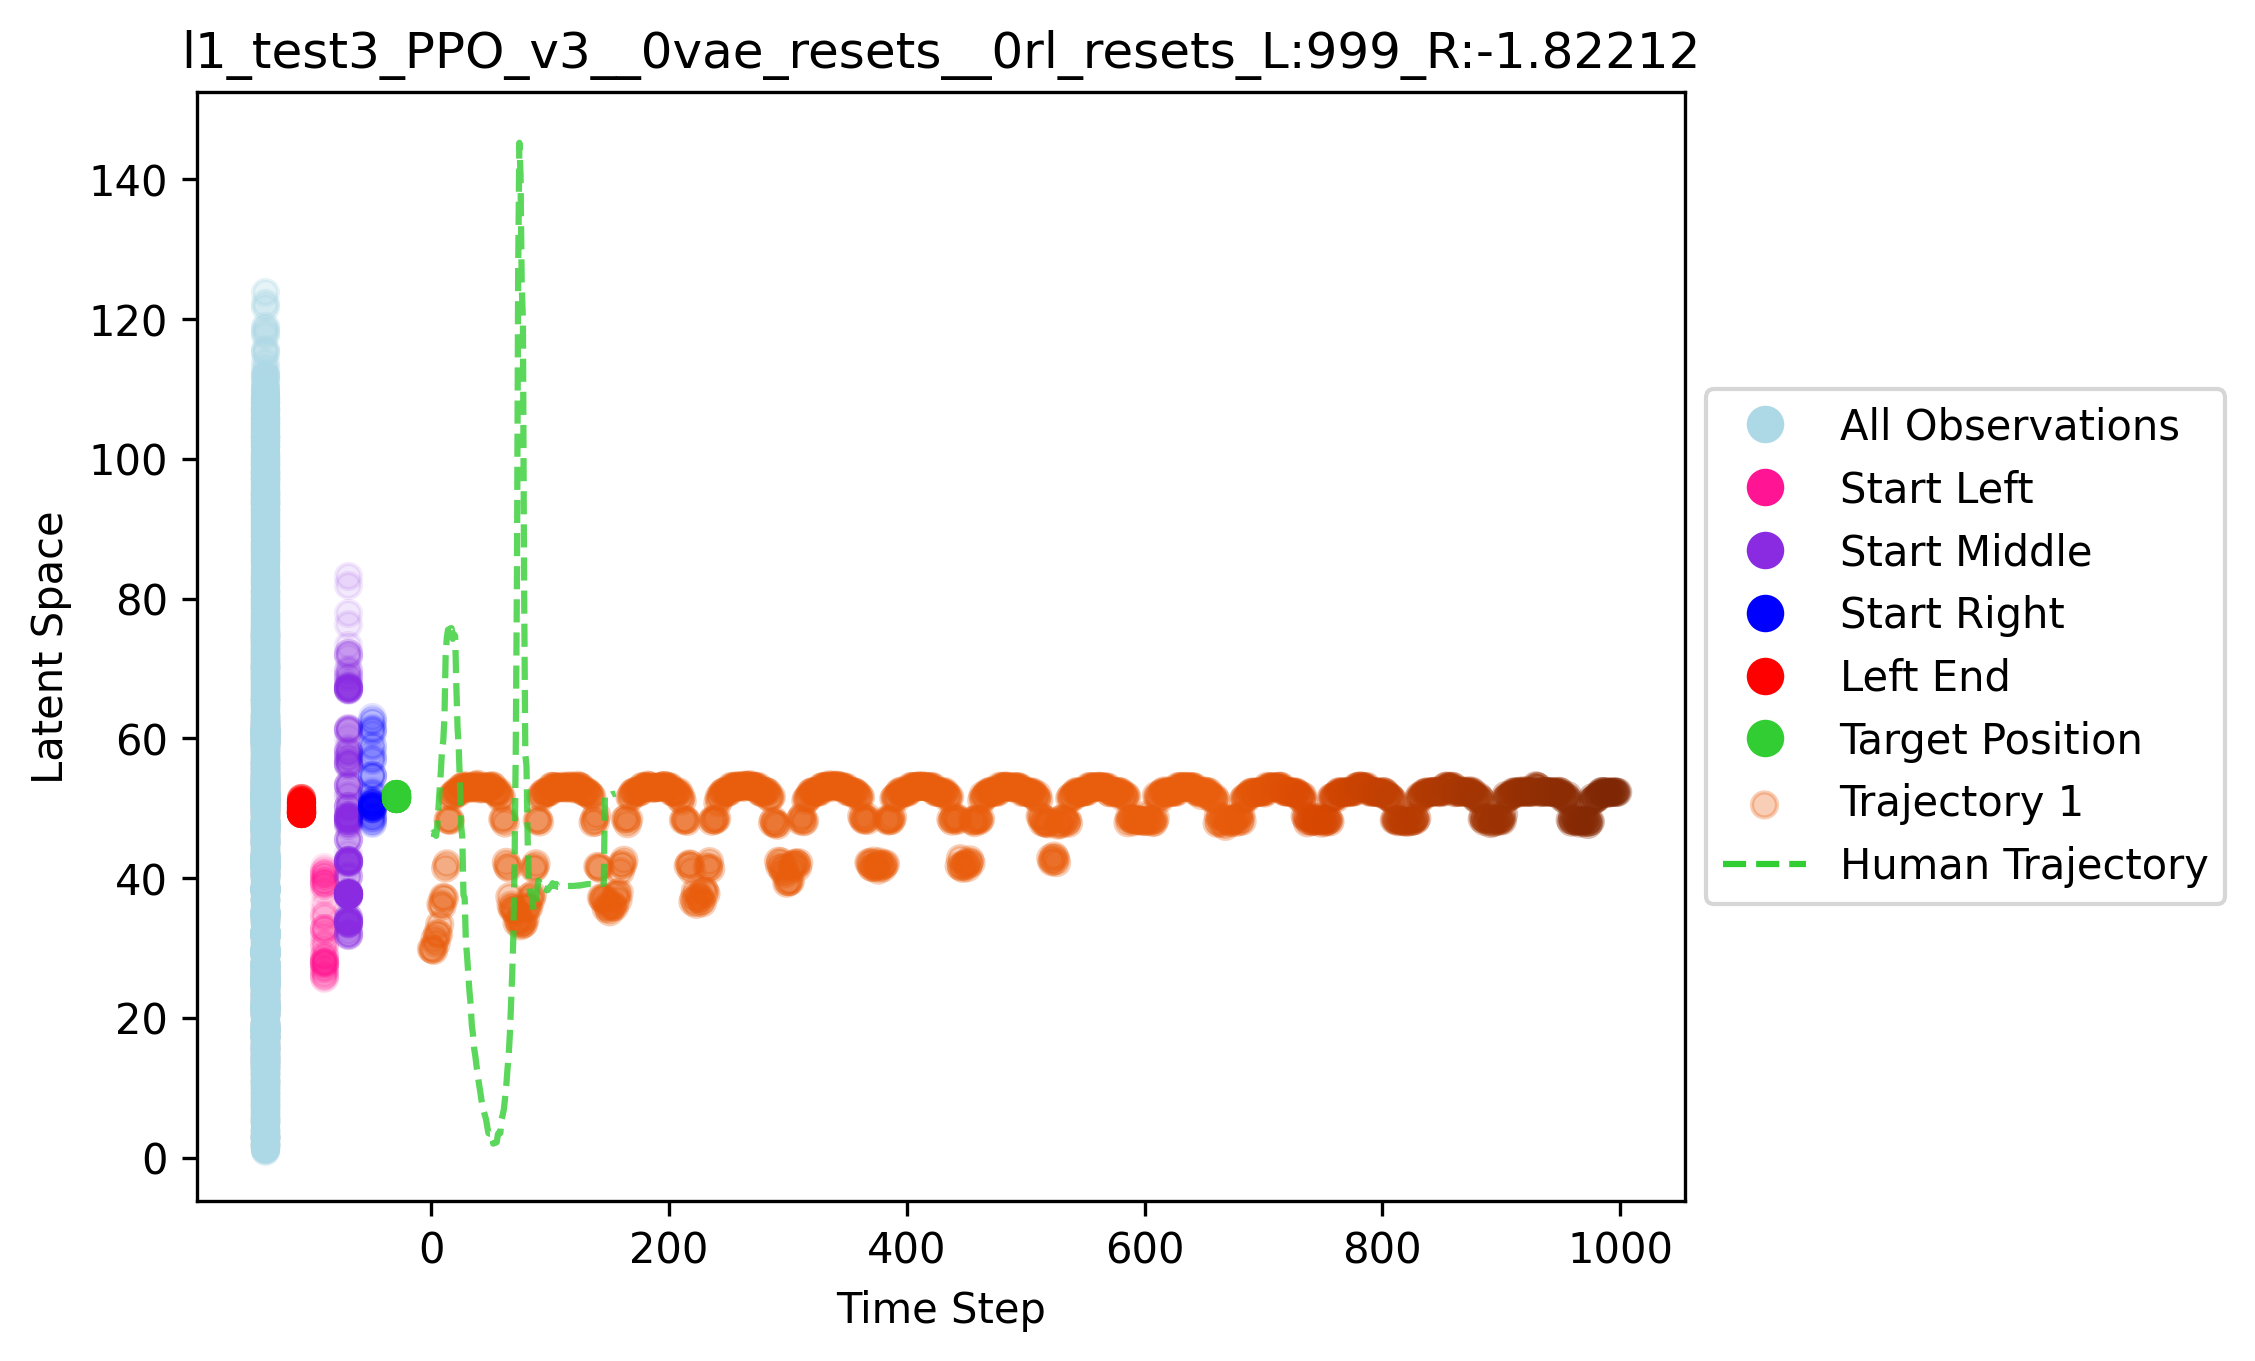 l1_test3_PPO_v3__0vae_resets__0rl_resets_L:999_R:-1.82212
140
120
100
80
60
40
20
0
Latent Space
0 200 400 600 800 1000
Time Step
All Observations
Start Left
Start Middle
Start Right
Left End
Target Position
Trajectory 1
Human Trajectory